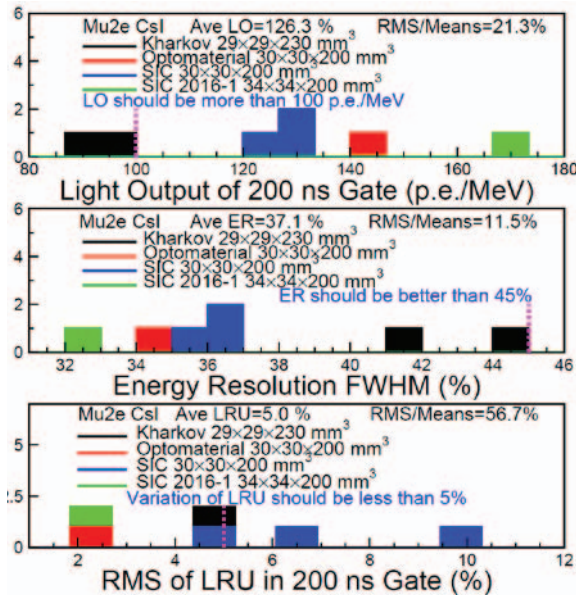 Mu2e CsI Ave LO=126.3 % RMS/Means=21.3%
Kharkov 29×29×230 mm³
Optomaterial 30×30×200 mm³
SIC 30×30×200 mm³
SIC 2016-1 34×34×200 mm³
LO should be more than 100 p.e./MeV
6
4
2
0
80 100 120 140 160 180
Light Output of 200 ns Gate (p.e./MeV)
Mu2e CsI Ave ER=37.1 % RMS/Means=11.5%
Kharkov 29×29×230 mm³
Optomaterial 30×30×200 mm³
SIC 30×30×200 mm³
SIC 2016-1 34×34×200 mm³
ER should be better than 45%
6
4
2
0
32 34 36 38 40 42 44 46
Energy Resolution FWHM (%)
Mu2e CsI Ave LRU=5.0 % RMS/Means=56.7%
Kharkov 29×29×230 mm³
Optomaterial 30×30×200 mm³
SIC 30×30×200 mm³
SIC 2016-1 34×34×200 mm³
Variation of LRU should be less than 5%
5
2.5
0
2 4 6 8 10 12
RMS of LRU in 200 ns Gate (%)